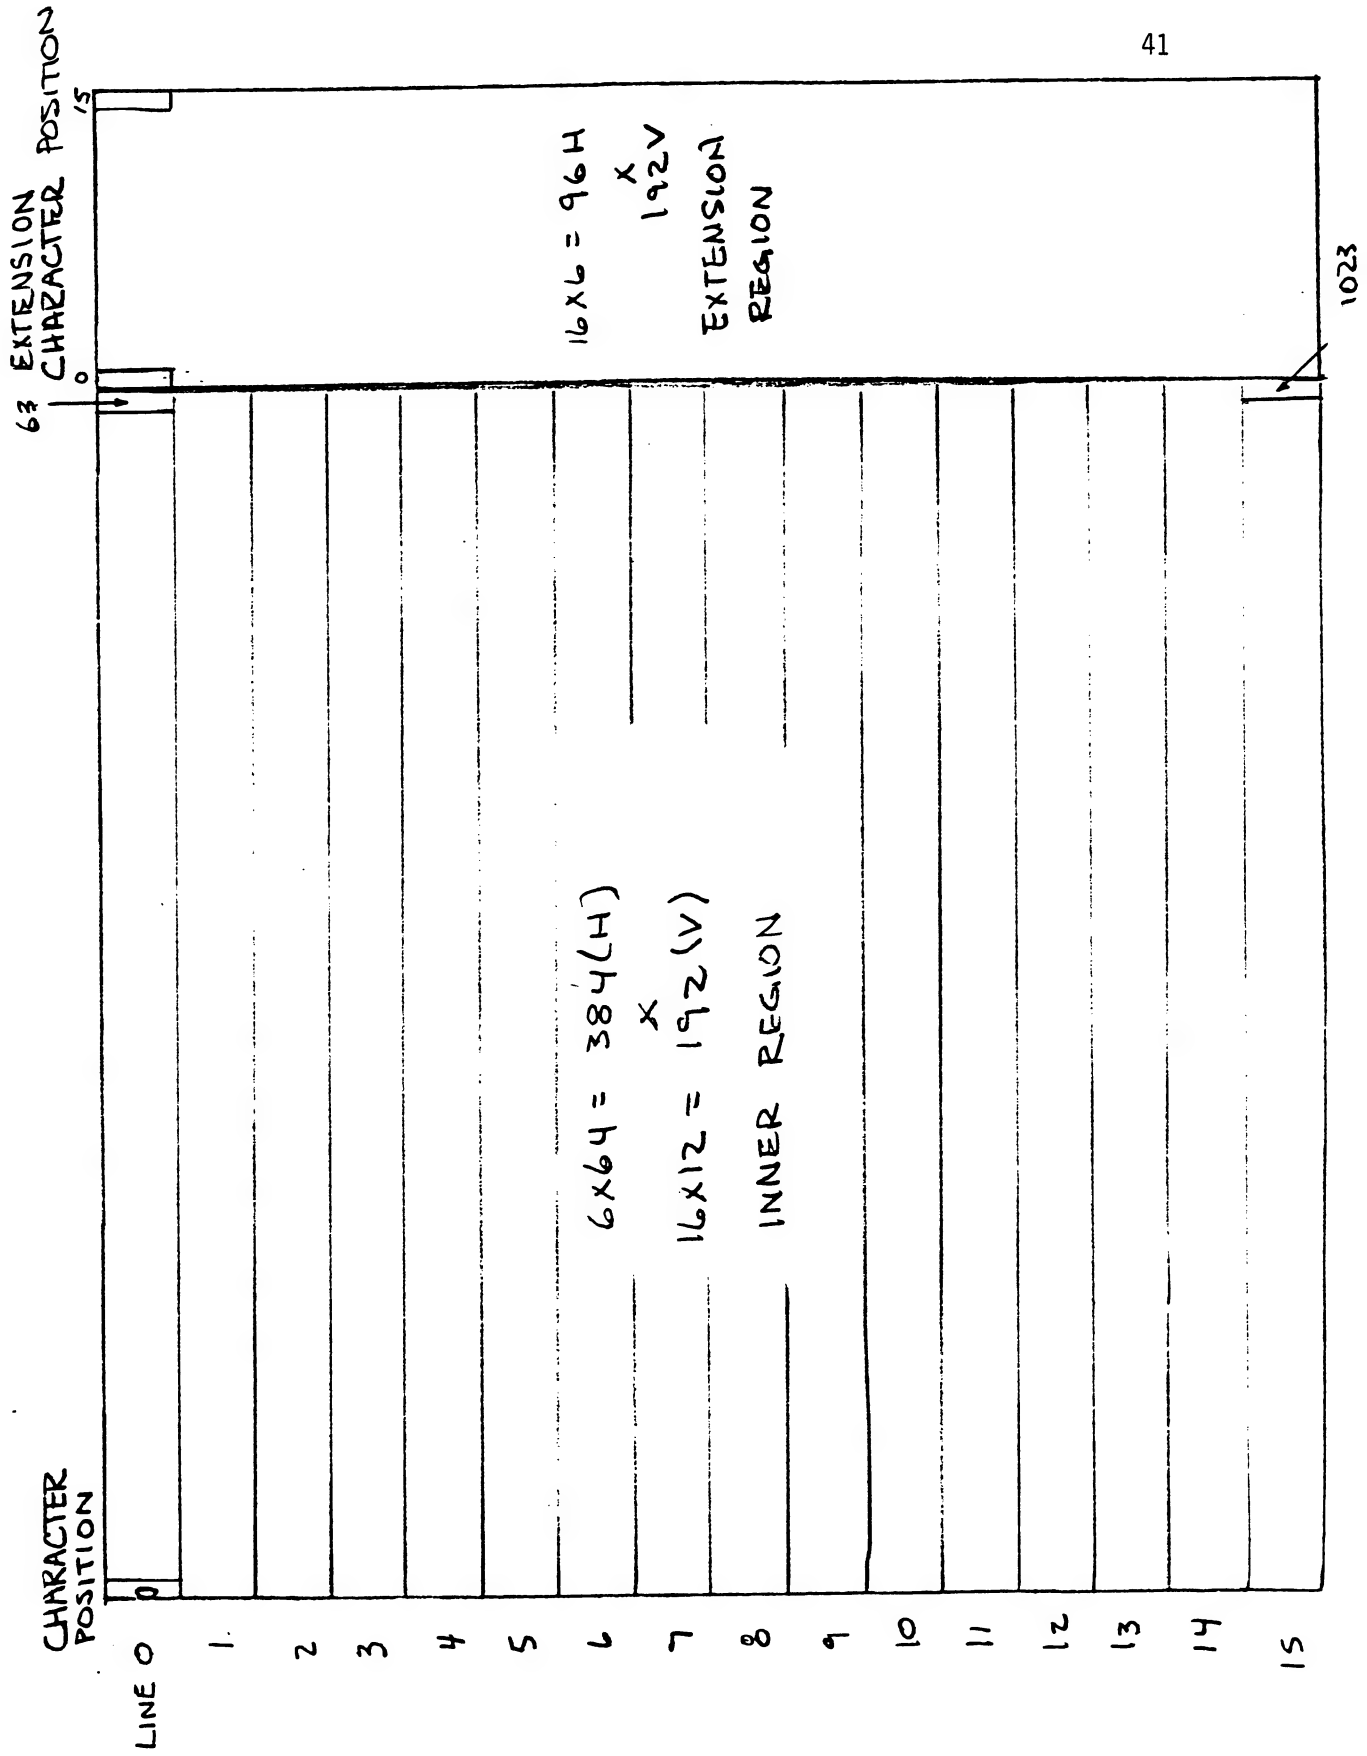 41
EXTENSION
CHARACTER POSITION
63
0
15
CHARACTER
POSITION
0
LINE 0
1
2
3
4
5
6
7
8
9
10
11
12
13
14
15
6X64 = 384(H)
X
16X12 = 192(V)
INNER REGION
16X6 = 96H
X
192V
EXTENSION
REGION
1023